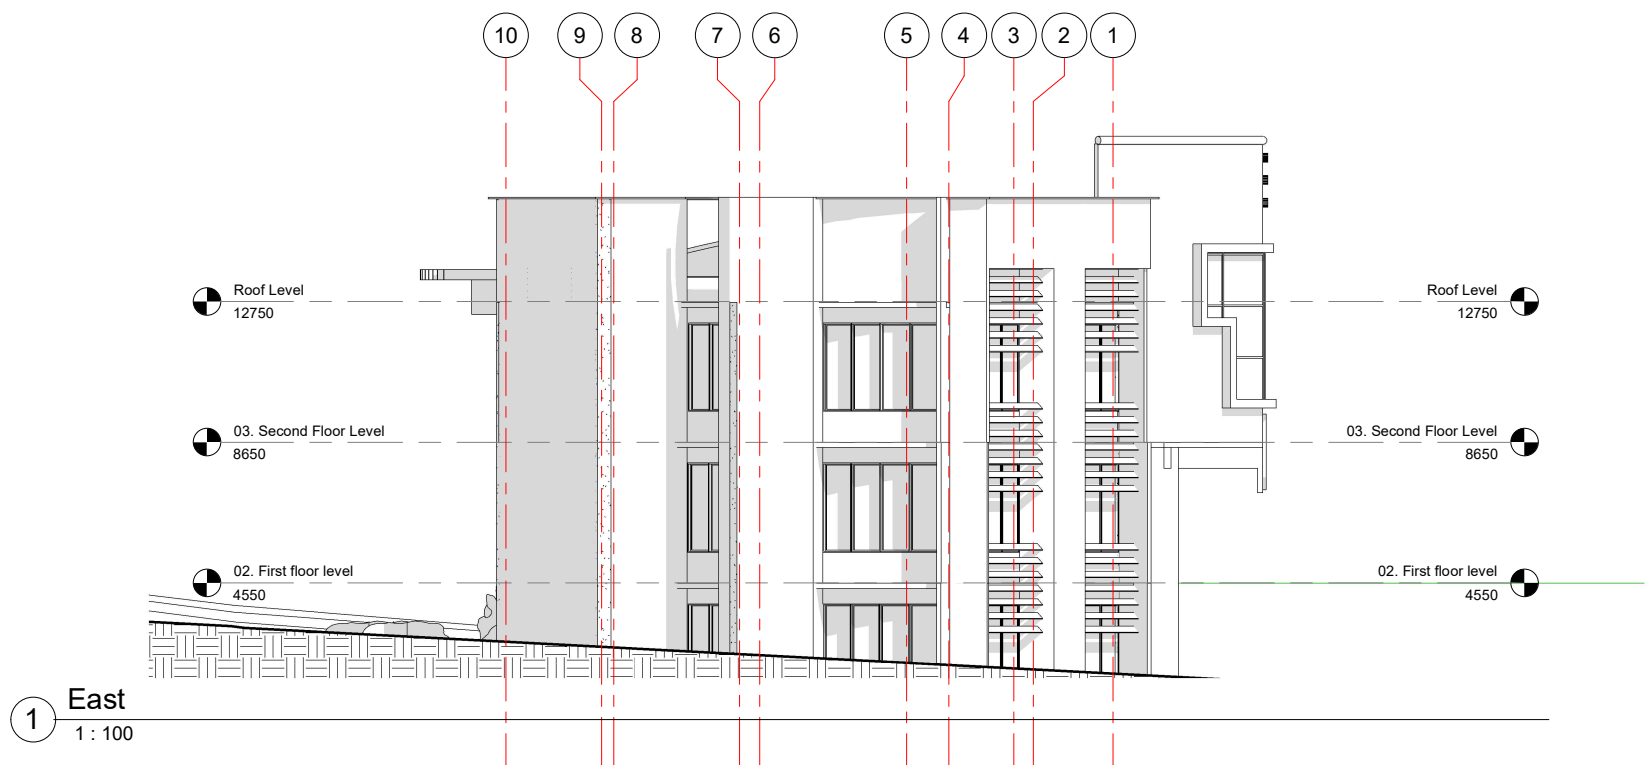 10 9 8 7 6 5 4 3 2 1
Roof Level
12750
Roof Level
12750
03. Second Floor Level
8650
03. Second Floor Level
8650
02. First floor level
4550
02. First floor level
4550
1 East
1 : 100